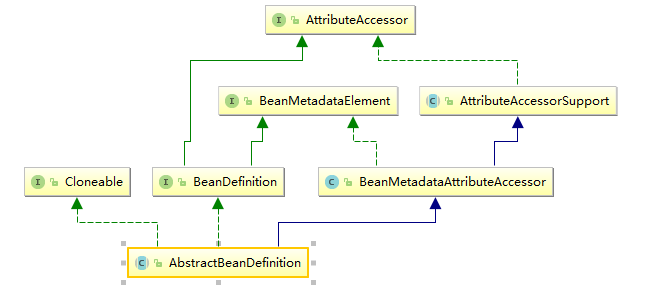 I AttributeAccessor
I BeanMetadataElement
C AttributeAccessorSupport
I Cloneable
I BeanDefinition
C BeanMetadataAttributeAccessor
C AbstractBeanDefinition